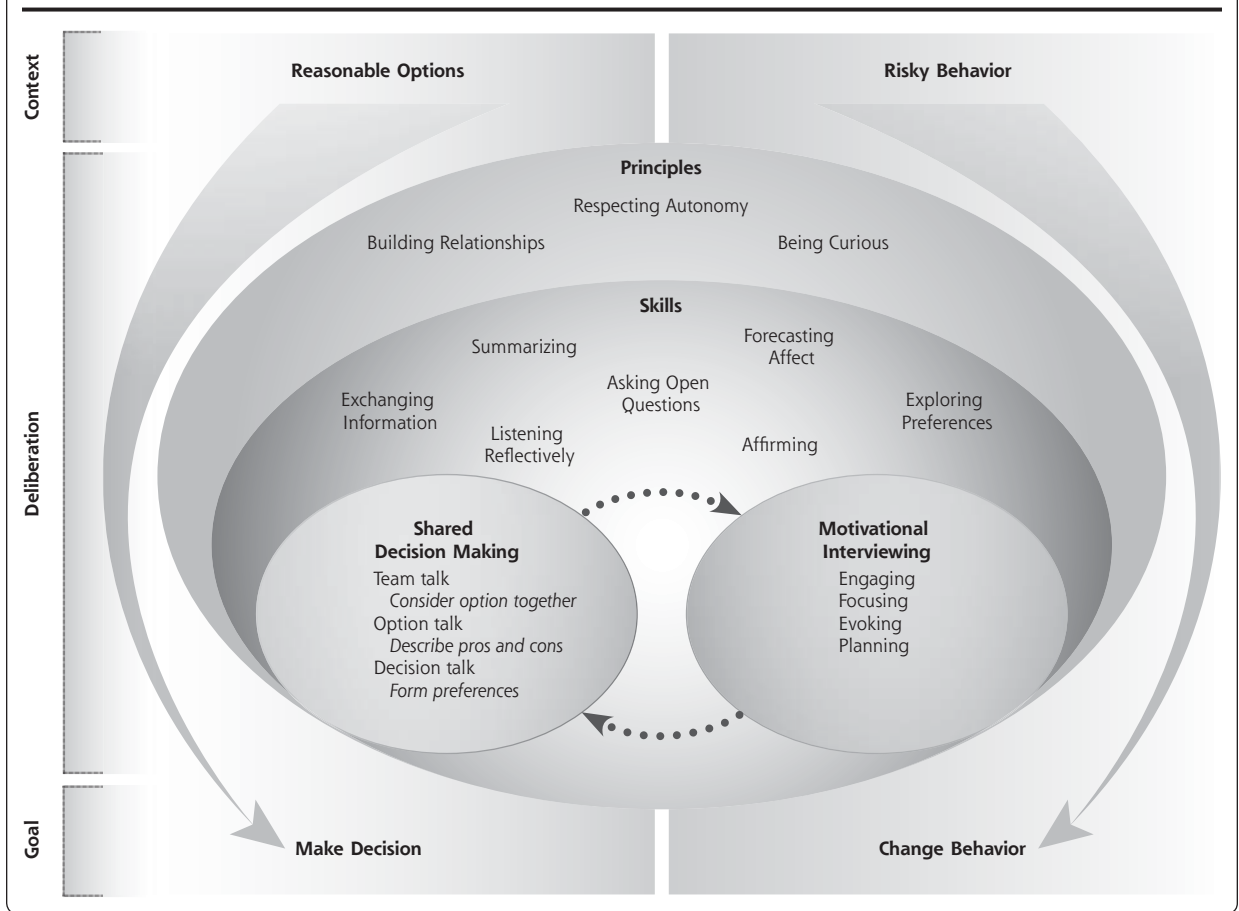 Context
Reasonable Options
Risky Behavior
Deliberation
Principles
Respecting Autonomy
Building Relationships
Being Curious
Skills
Summarizing
Forecasting
Affect
Asking Open
Questions
Exchanging
Information
Exploring
Preferences
Listening
Reflectively
Affirming
Shared
Decision Making
Team talk
Consider option together
Option talk
Describe pros and cons
Decision talk
Form preferences
Motivational
Interviewing
Engaging
Focusing
Evoking
Planning
Goal
Make Decision
Change Behavior